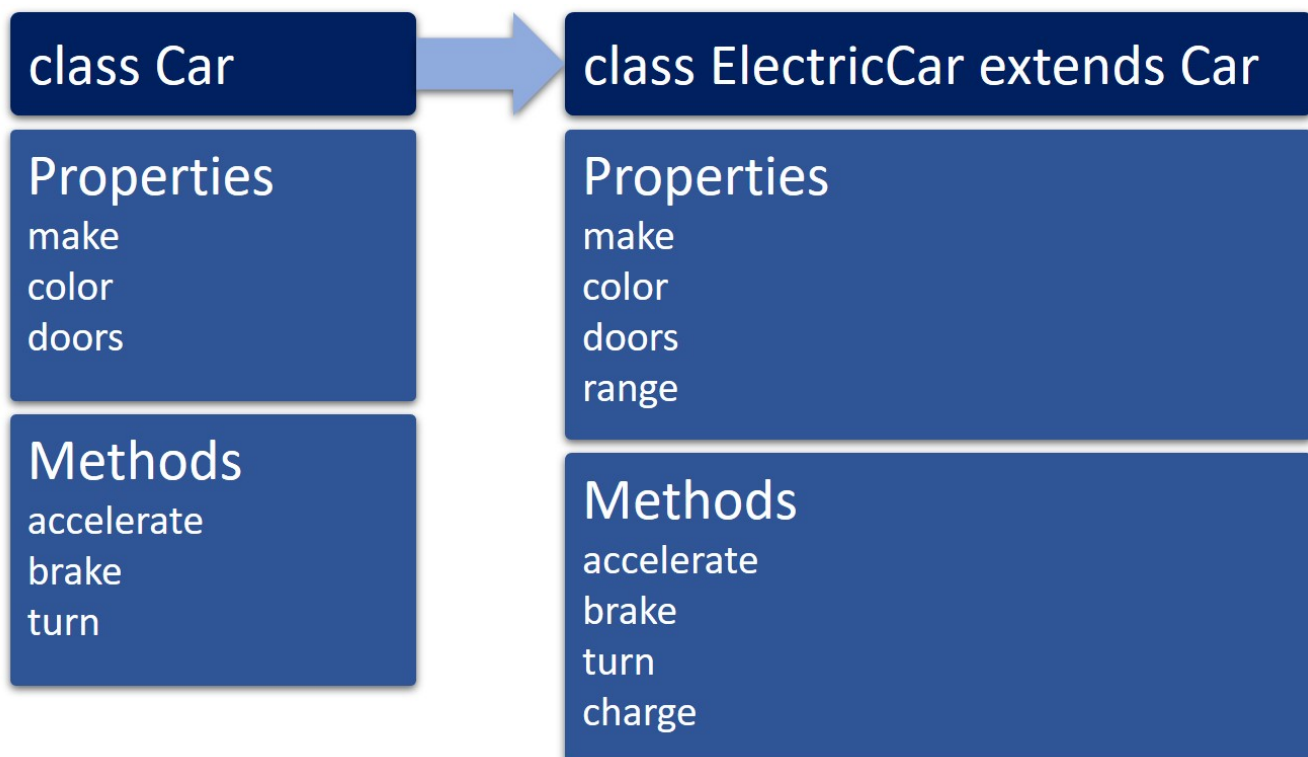 class Car
Properties
make
color
doors
Methods
accelerate
brake
turn
class ElectricCar extends Car
Properties
make
color
doors
range
Methods
accelerate
brake
turn
charge